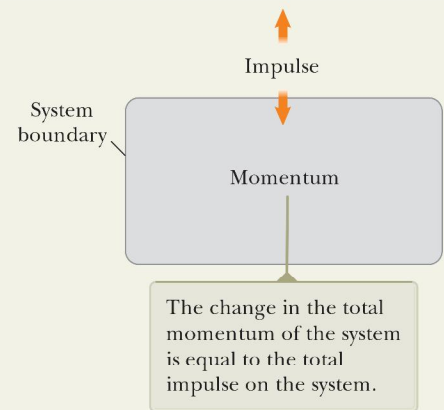 Impulse
System
boundary
Momentum
The change in the total
momentum of the system
is equal to the total
impulse on the system.